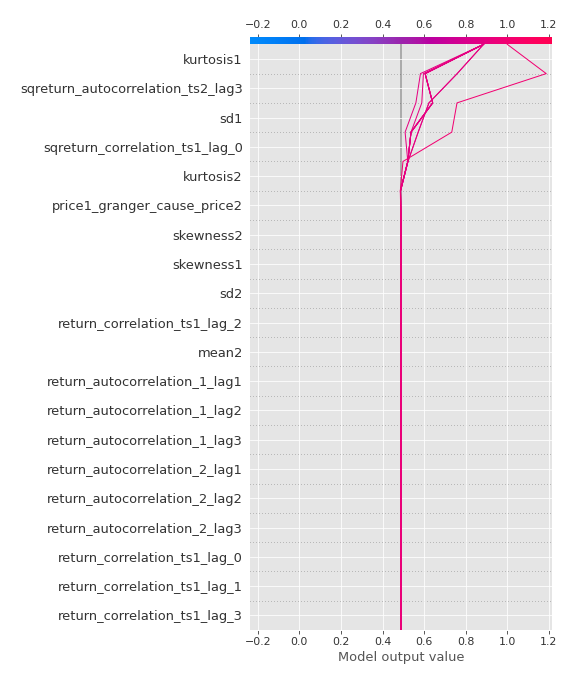 −0.2 0.0 0.2 0.4 0.6 0.8 1.0 1.2
kurtosis1
sqreturn_autocorrelation_ts2_lag3
sd1
sqreturn_correlation_ts1_lag_0
kurtosis2
price1_granger_cause_price2
skewness2
skewness1
sd2
return_correlation_ts1_lag_2
mean2
return_autocorrelation_1_lag1
return_autocorrelation_1_lag2
return_autocorrelation_1_lag3
return_autocorrelation_2_lag1
return_autocorrelation_2_lag2
return_autocorrelation_2_lag3
return_correlation_ts1_lag_0
return_correlation_ts1_lag_1
return_correlation_ts1_lag_3
−0.2 0.0 0.2 0.4 0.6 0.8 1.0 1.2
Model output value